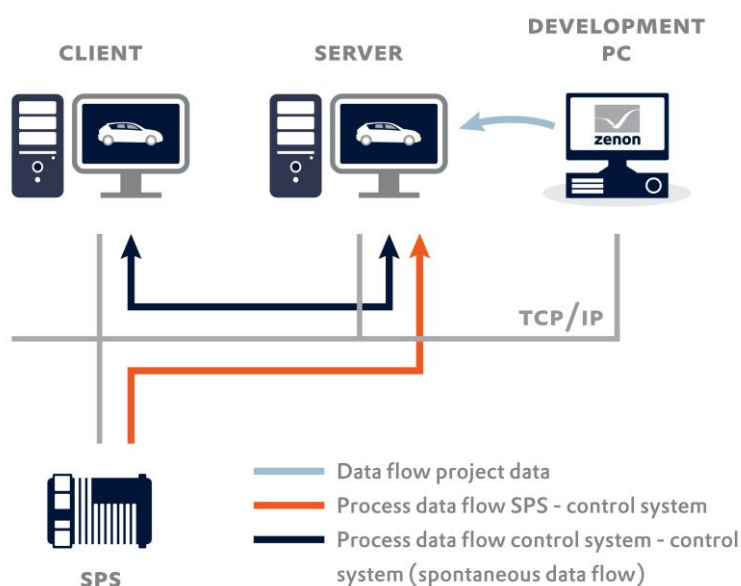 DEVELOPMENT
PC
CLIENT
SERVER
zenon
TCP/IP
Data flow project data
Process data flow SPS - control system
Process data flow control system - control
system (spontaneous data flow)
SPS